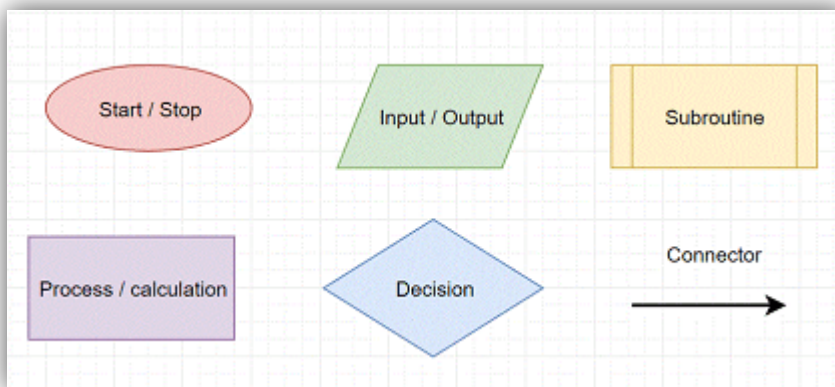 Start / Stop
Input / Output
Subroutine
Process / calculation
Decision
Connector